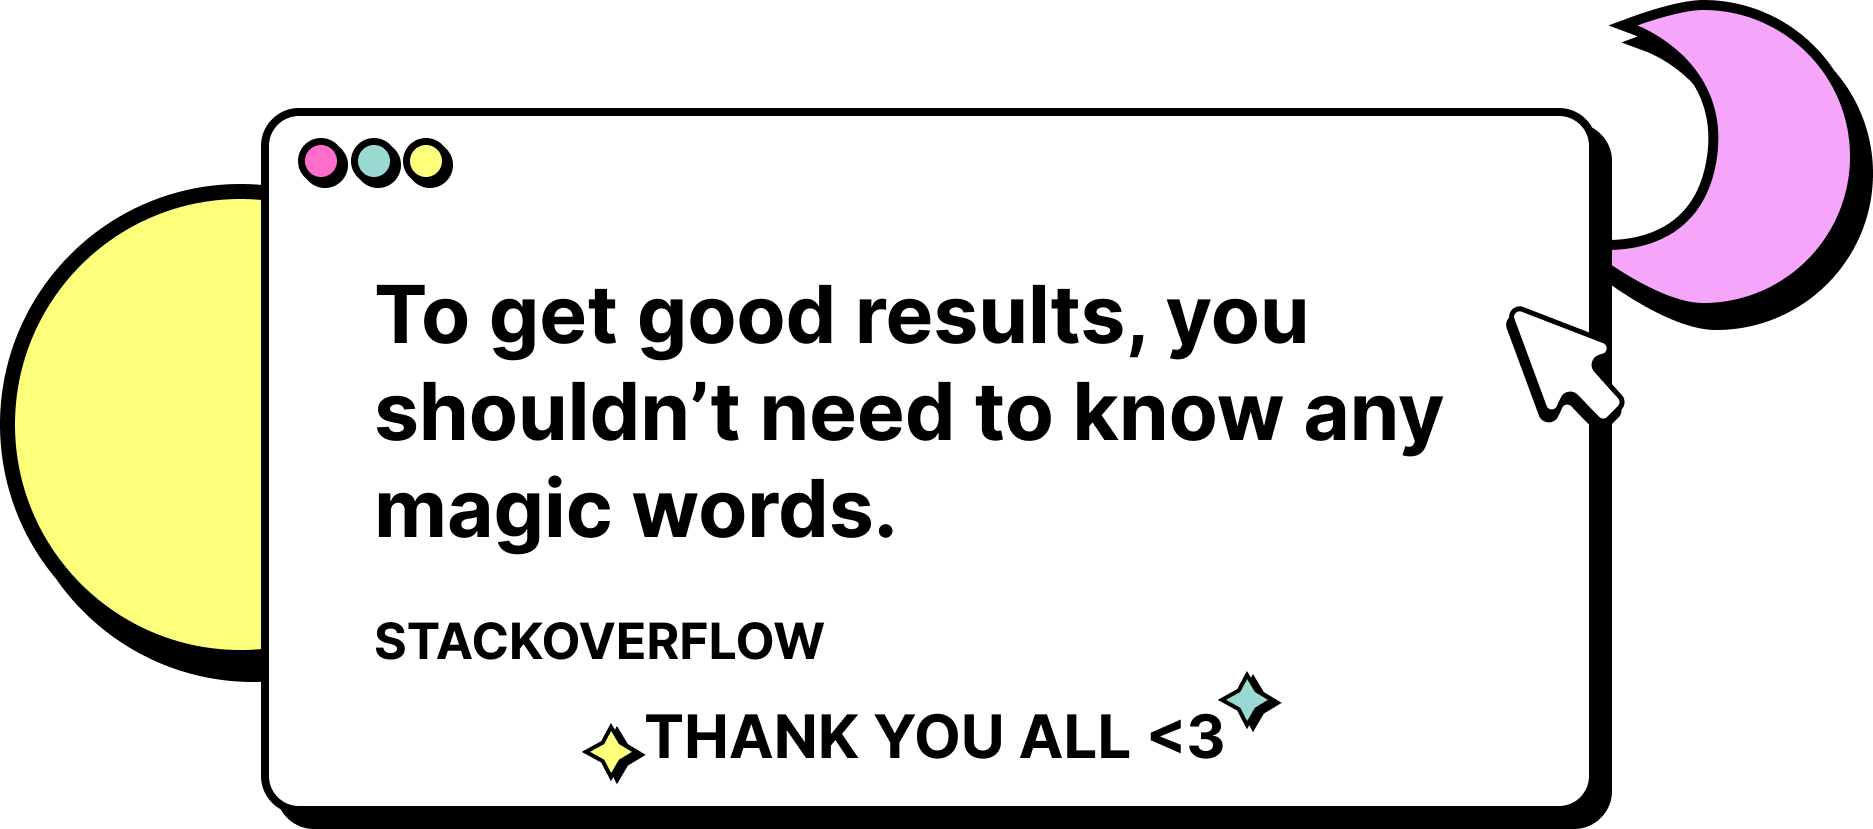 To get good results, you
shouldn’t need to know any
magic words.
STACKOVERFLOW
THANK YOU ALL <3